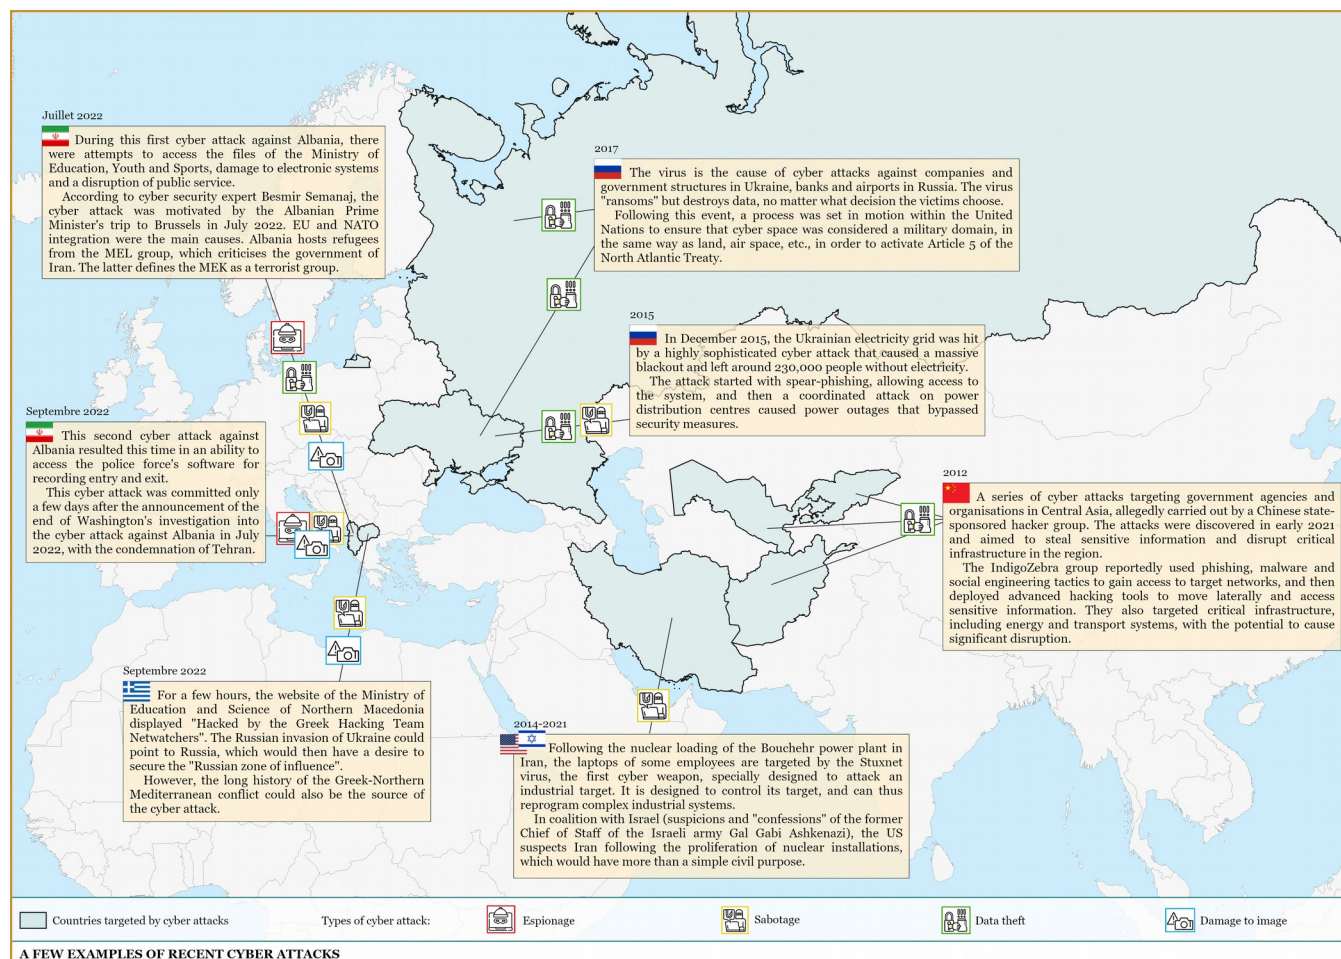 Juillet 2022
During this first cyber attack against Albania, there
were attempts to access the files of the Ministry of
Education, Youth and Sports, damage to electronic systems
and a disruption of public service.
According to cyber security expert Besmir Semanaj, the
cyber attack was motivated by the Albanian Prime
Minister's trip to Brussels in July 2022. EU and NATO
integration were the main causes. Albania hosts refugees
from the MEL group, which criticises the government of
Iran. The latter defines the MEK as a terrorist group.
2017
The virus is the cause of cyber attacks against companies and
government structures in Ukraine, banks and airports in Russia. The virus
"ransoms" but destroys data, no matter what decision the victims choose.
Following this event, a process was set in motion within the United
Nations to ensure that cyber space was considered a military domain, in
the same way as land, air space, etc., in order to activate Article 5 of the
North Atlantic Treaty.
2015
In December 2015, the Ukrainian electricity grid was hit
by a highly sophisticated cyber attack that caused a massive
blackout and left around 230,000 people without electricity.
The attack started with spear-phishing, allowing access to
the system, and then a coordinated attack on power
distribution centres caused power outages that bypassed
security measures.
Septembre 2022
This second cyber attack against
Albania resulted this time in an ability to
access the police force's software for
recording entry and exit.
This cyber attack was committed only
a few days after the announcement of the
end of Washington's investigation into
the cyber attack against Albania in July
2022, with the condemnation of Tehran.
2012
A series of cyber attacks targeting government agencies and
organisations in Central Asia, allegedly carried out by a Chinese state-
sponsored hacker group. The attacks were discovered in early 2021
and aimed to steal sensitive information and disrupt critical
infrastructure in the region.
The IndigoZebra group reportedly used phishing, malware and
social engineering tactics to gain access to target networks, and then
deployed advanced hacking tools to move laterally and access
sensitive information. They also targeted critical infrastructure,
including energy and transport systems, with the potential to cause
significant disruption.
Septembre 2022
For a few hours, the website of the Ministry of
Education and Science of Northern Macedonia
displayed "Hacked by the Greek Hacking Team
Netwatchers". The Russian invasion of Ukraine could
point to Russia, which would then have a desire to
secure the "Russian zone of influence".
However, the long history of the Greek-Northern
Mediterranean conflict could also be the source of
the cyber attack.
2014-2021
Following the nuclear loading of the Bouchehr power plant in
Iran, the laptops of some employees are targeted by the Stuxnet
virus, the first cyber weapon, specially designed to attack an
industrial target. It is designed to control its target, and can thus
reprogram complex industrial systems.
In coalition with Israel (suspicions and "confessions" of the former
Chief of Staff of the Israeli army Gal Gabi Ashkenazi), the US
suspects Iran following the proliferation of nuclear installations,
which would have more than a simple civil purpose.
Countries targeted by cyber attacks
Types of cyber attack:
Espionage
Sabotage
Data theft
Damage to image
A FEW EXAMPLES OF RECENT CYBER ATTACKS